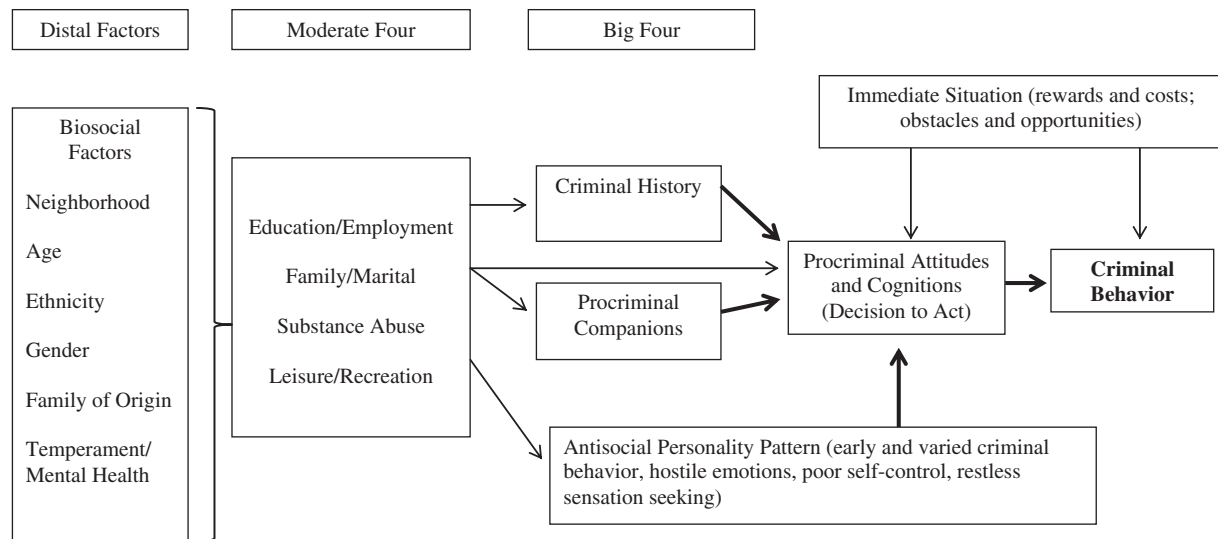 Distal Factors
Moderate Four
Big Four
Biosocial
Factors
Neighborhood
Age
Ethnicity
Gender
Family of Origin
Temperament/
Mental Health
Education/Employment
Family/Marital
Substance Abuse
Leisure/Recreation
Criminal History
Procriminal
Companions
Antisocial Personality Pattern (early and varied criminal
behavior, hostile emotions, poor self-control, restless
sensation seeking)
Immediate Situation (rewards and costs;
obstacles and opportunities)
Procriminal Attitudes
and Cognitions
(Decision to Act)
Criminal
Behavior